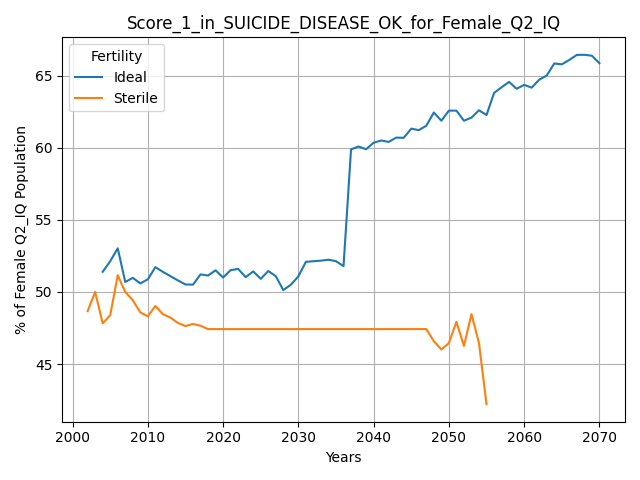 Score_1_in_SUICIDE_DISEASE_OK_for_Female_Q2_IQ
Fertility
Ideal
Sterile
% of Female Q2_IQ Population
65
60
55
50
45
2000 2010 2020 2030 2040 2050 2060 2070
Years